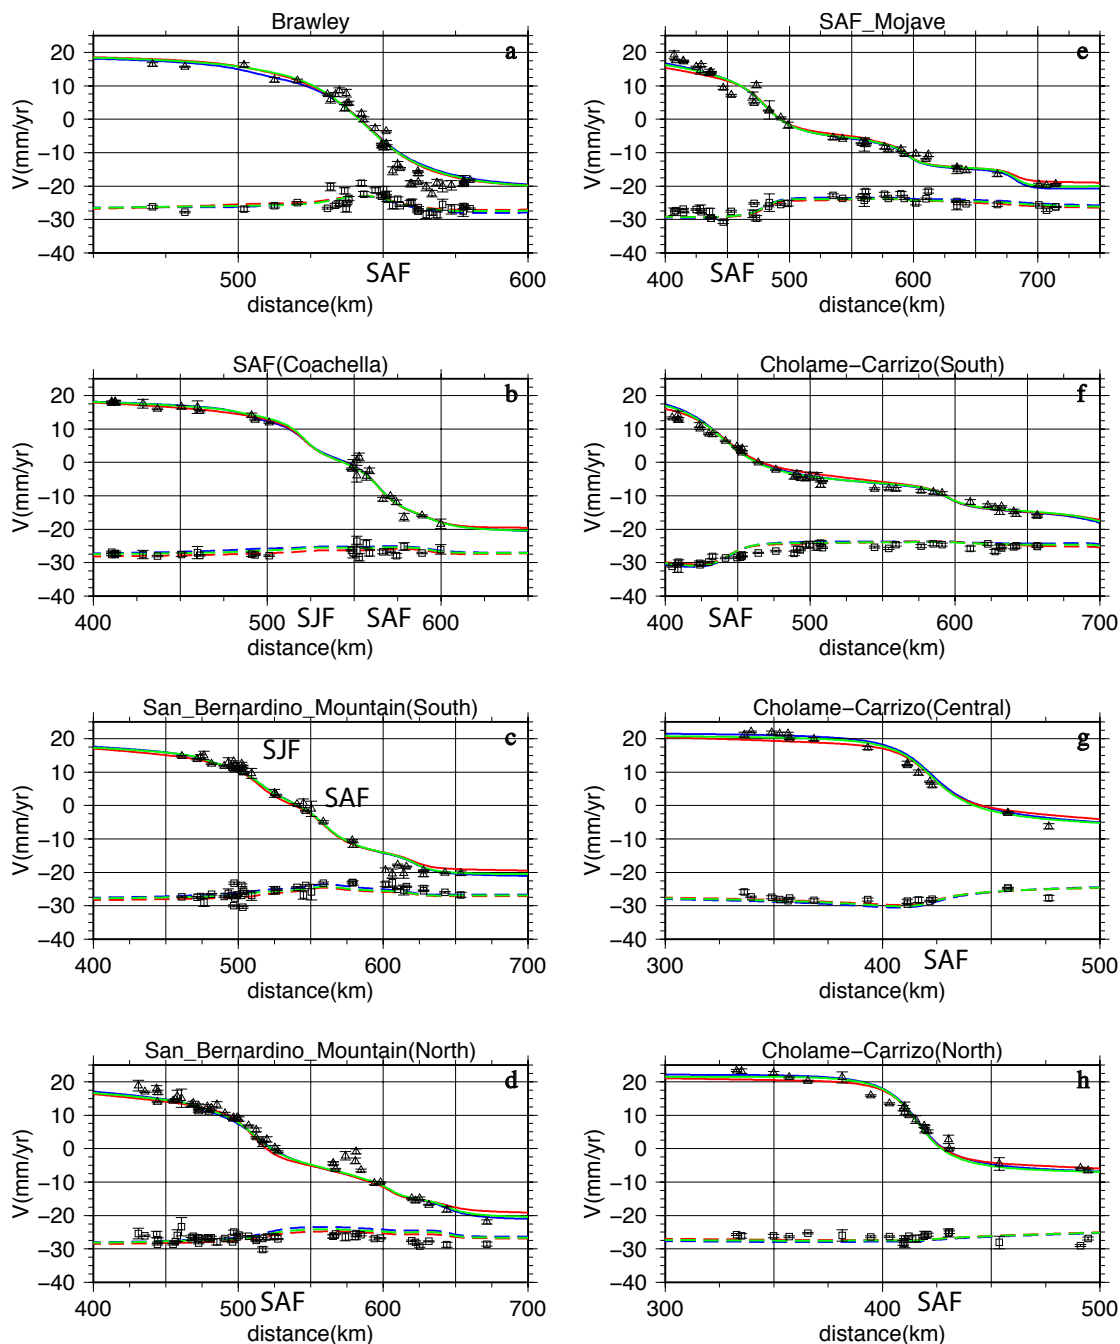 Brawley
a
20
10
0
−10
−20
−30
−40
V(mm/yr)
400
500
600
SAF
distance(km)
SAF_Mojave
e
20
10
0
−10
−20
−30
−40
V(mm/yr)
400
500
600
700
SAF
distance(km)
SAF(Coachella)
b
20
10
0
−10
−20
−30
−40
V(mm/yr)
400
500
600
SJF
SAF
distance(km)
Cholame−Carrizo(South)
f
20
10
0
−10
−20
−30
−40
V(mm/yr)
400
500
600
700
SAF
distance(km)
San_Bernardino_Mountain(South)
c
SJF
SAF
20
10
0
−10
−20
−30
−40
V(mm/yr)
400
500
600
700
distance(km)
Cholame−Carrizo(Central)
g
20
10
0
−10
−20
−30
−40
V(mm/yr)
300
400
500
SAF
distance(km)
San_Bernardino_Mountain(North)
d
20
10
0
−10
−20
−30
−40
V(mm/yr)
400
500
600
700
SAF
distance(km)
Cholame−Carrizo(North)
h
20
10
0
−10
−20
−30
−40
V(mm/yr)
300
400
500
SAF
distance(km)